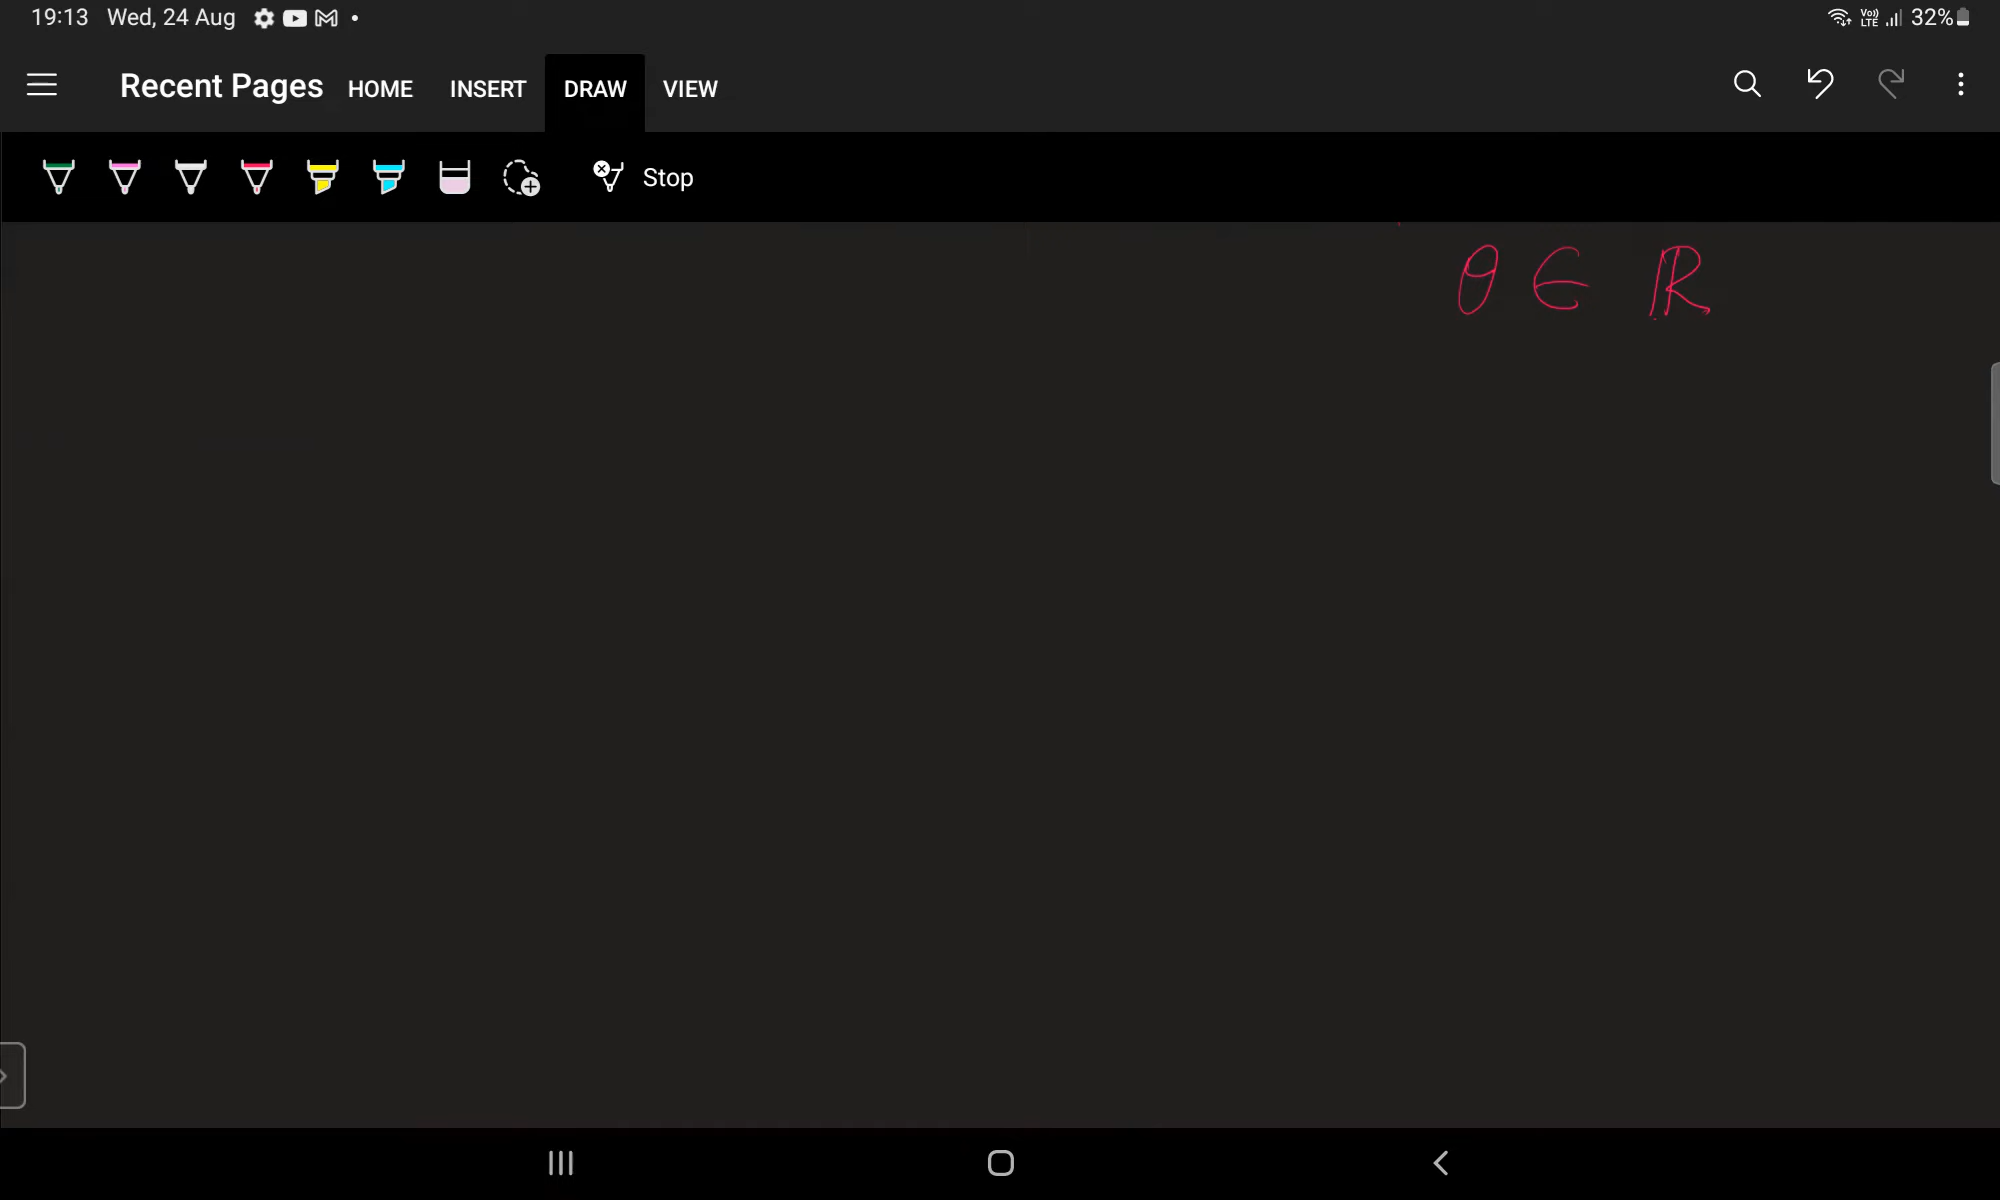 19:13 Wed, 24 Aug 32%
Recent Pages HOME INSERT DRAW VIEW
Stop
θ ∈ ℝ